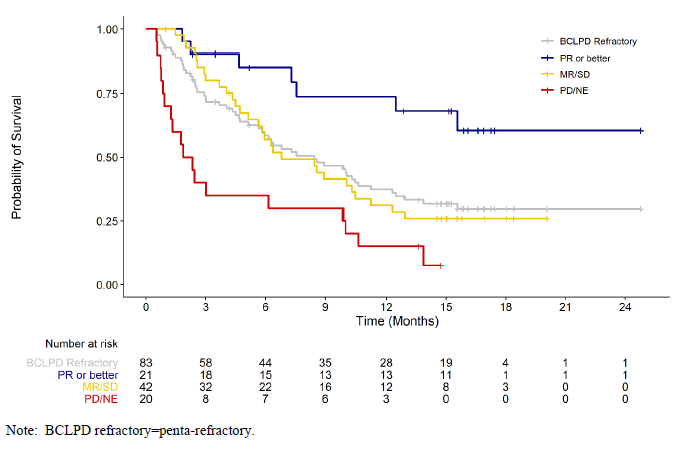 1.00
0.75
0.50
0.25
0.00
Probability of Survival
BCLPD Refractory
PR or better
MR/SD
PD/NE
0 3 6 9 12 15 18 21 24
Time (Months)
Number at risk
BCLPD Refractory 83 58 44 35 28 19 4 1 1
PR or better 21 18 15 13 13 11 1 1 1
MR/SD 42 32 22 16 12 8 3 0 0
PD/NE 20 8 7 6 3 0 0 0 0
Note: BCLPD refractory=penta-refractory.